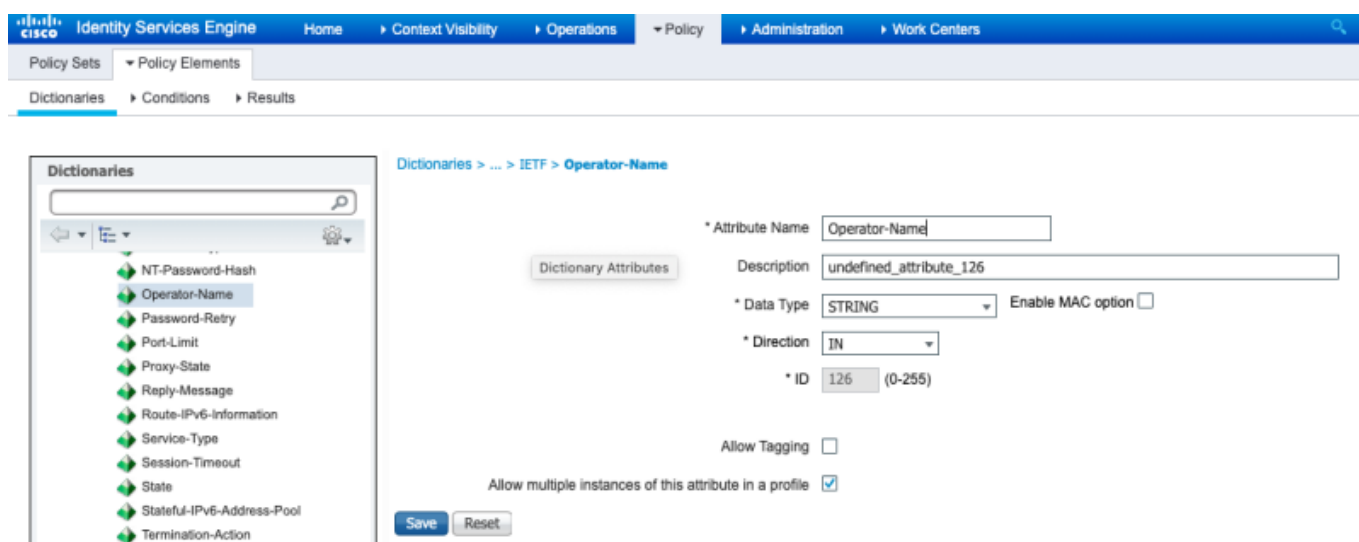 cisco Identity Services Engine Home Context Visibility Operations Policy Administration Work Centers
Policy Sets Policy Elements
Dictionaries Conditions Results
Dictionaries
NT-Password-Hash
Operator-Name
Password-Retry
Port-Limit
Proxy-State
Reply-Message
Route-IPv6-Information
Service-Type
Session-Timeout
State
Stateful-IPv6-Address-Pool
Termination-Action
Dictionaries > ... > IETF > Operator-Name
* Attribute Name Operator-Name
Dictionary Attributes
Description undefined_attribute_126
* Data Type STRING Enable MAC option
* Direction IN
* ID 126 (0-255)
Allow Tagging
Allow multiple instances of this attribute in a profile
Save Reset